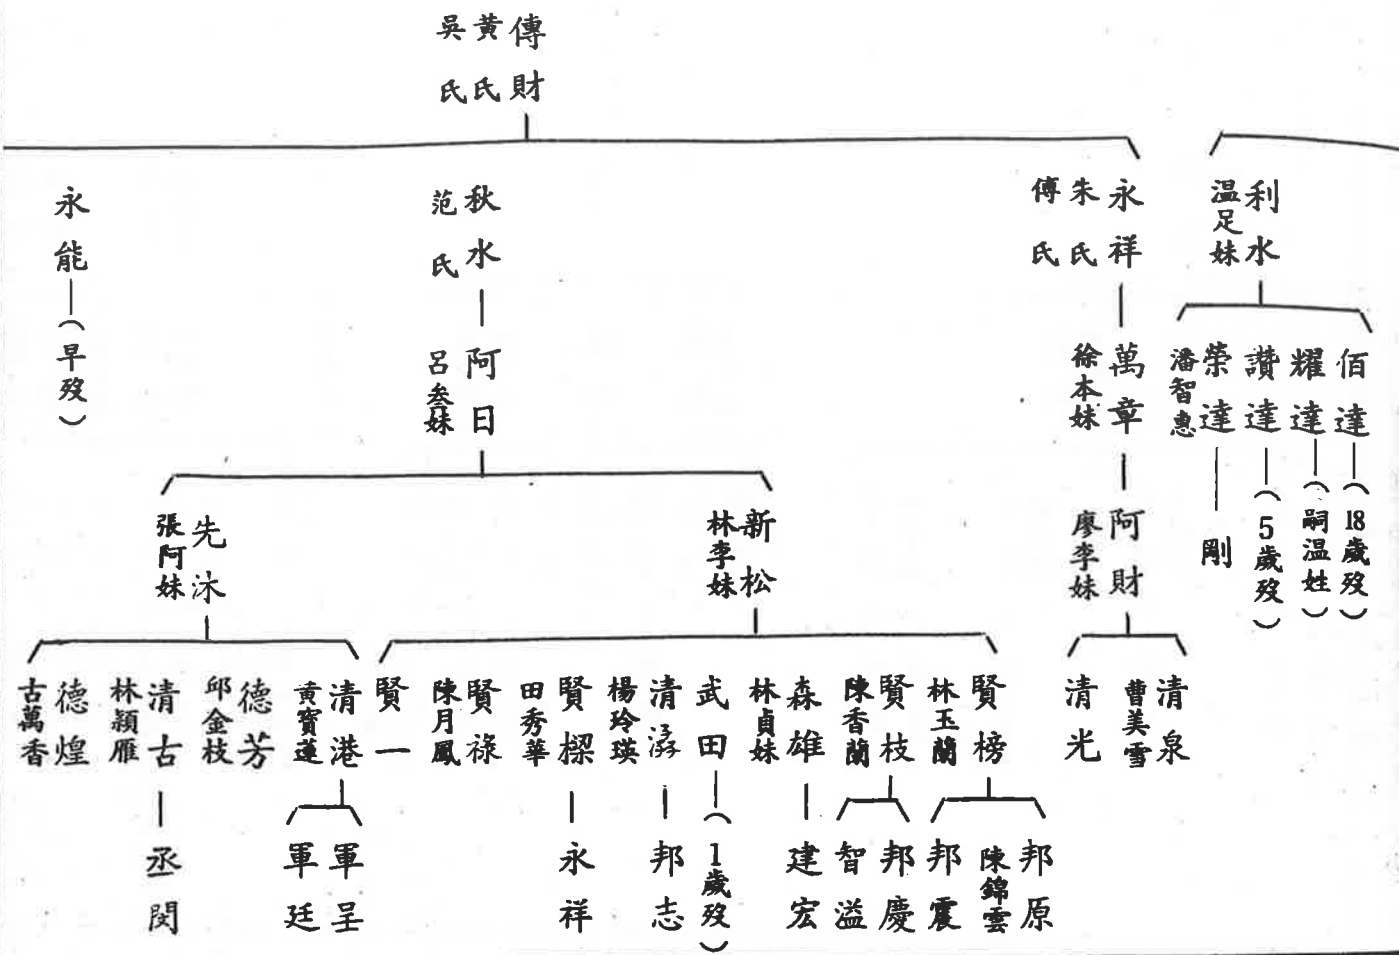 傳財
黃氏
吳氏
利水
溫足妹
永祥
朱氏
傅氏
秋水
范氏
永能
(早歿)
佰達
(18歲歿)
耀達
(嗣溫姓)
讚達
(5歲歿)
榮達
潘智惠
剛
萬章
徐本妹
阿日
呂叁妹
阿財
廖李妹
新松
林李妹
先沐
張阿妹
清泉
曹美雪
清光
賢榜
林玉蘭
賢枝
陳香蘭
森雄
林貞妹
武田
(1歲歿)
清溽
楊玲瑛
賢樑
田秀華
賢祿
陳月鳳
賢一
清港
黃寶蓮
德芳
邱金枝
清古
林穎雁
德煌
古萬香
邦原
陳錦雲
邦震
邦慶
智溢
建宏
邦志
永祥
軍呈
軍廷
丞閔